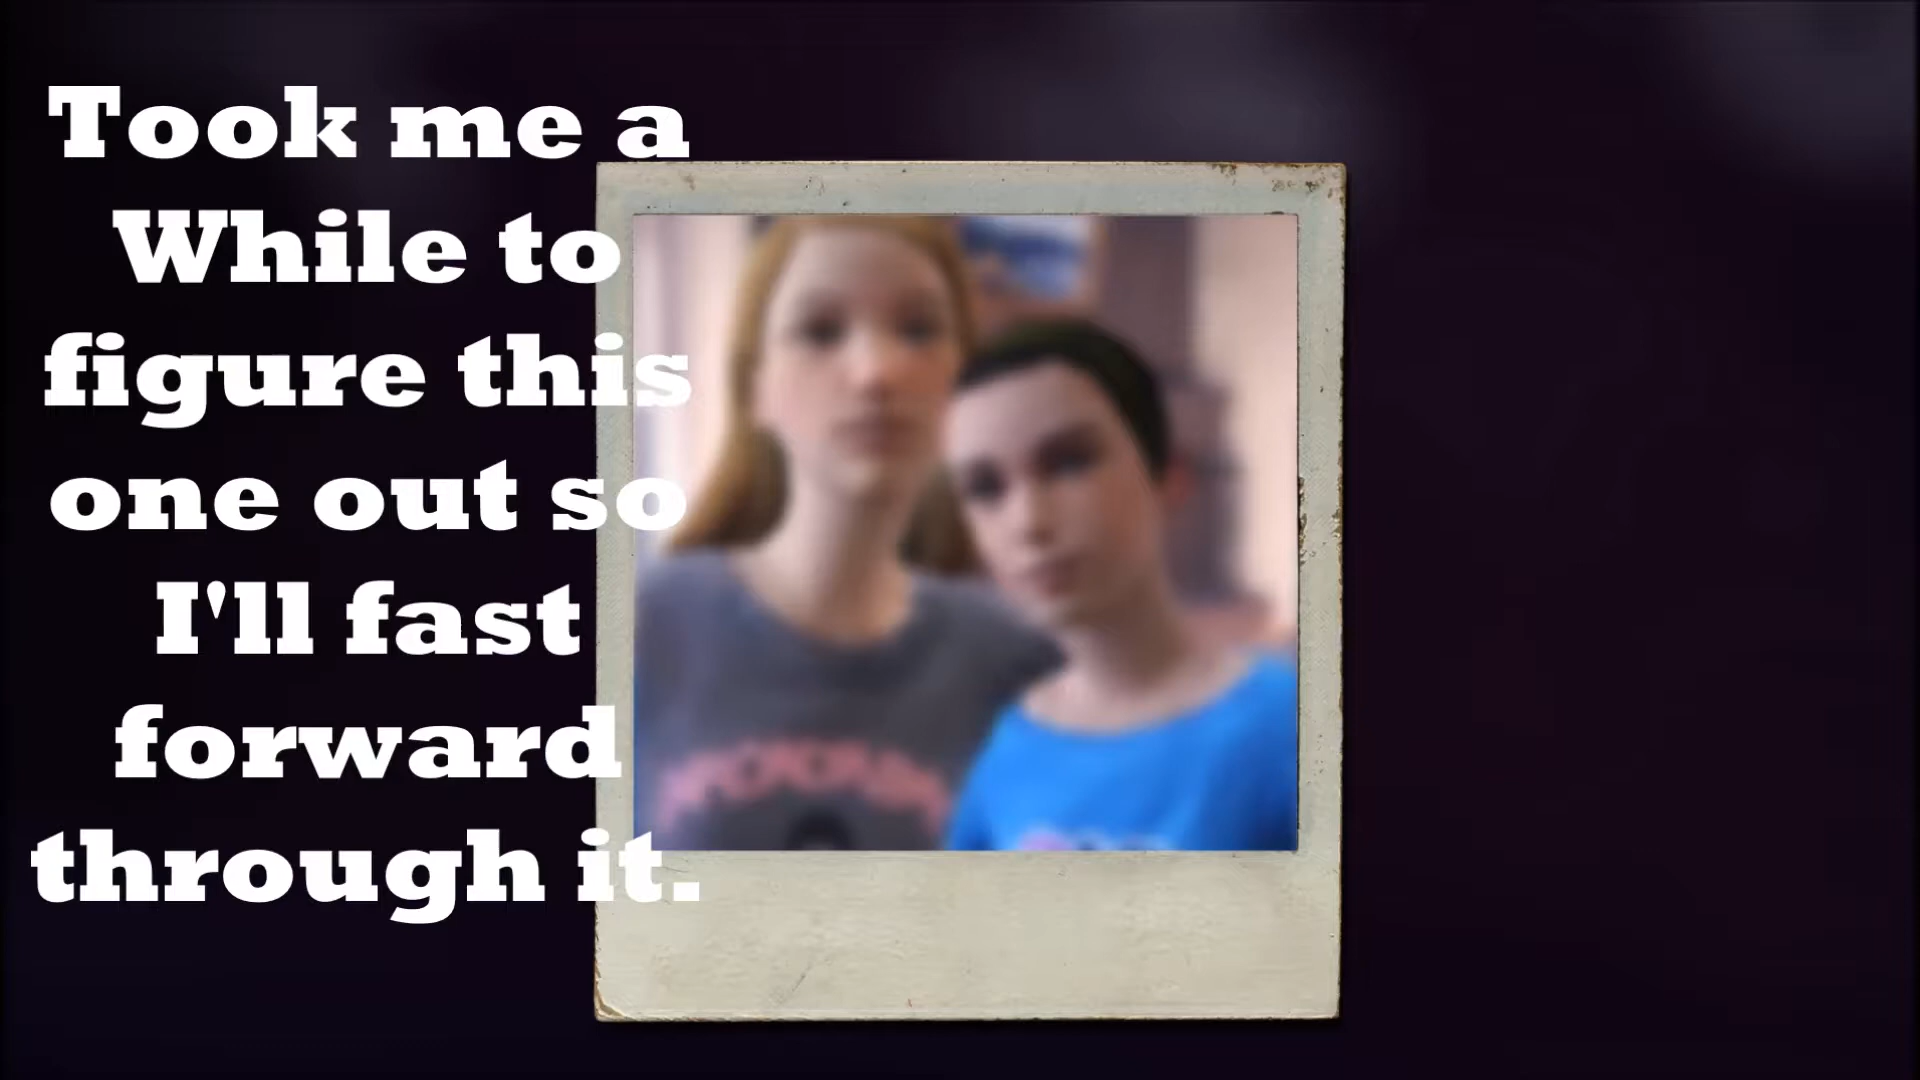 Took me a
While to
figure this
one out so
I'll fast
forward
through it.